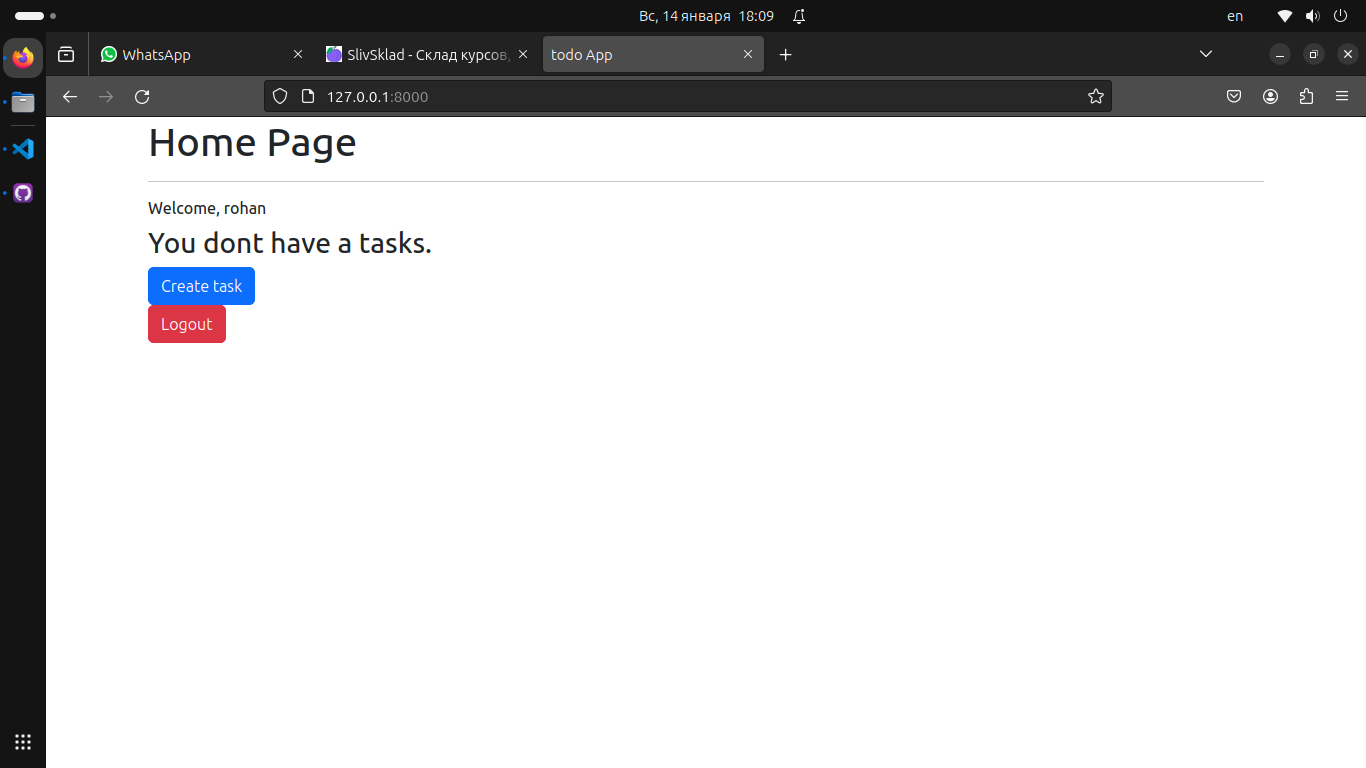 Вс, 14 января 18:09
en
WhatsApp
SlivSklad - Склад курсов,
todo App
127.0.0.1:8000
Home Page
Welcome, rohan
You dont have a tasks.
Create task
Logout